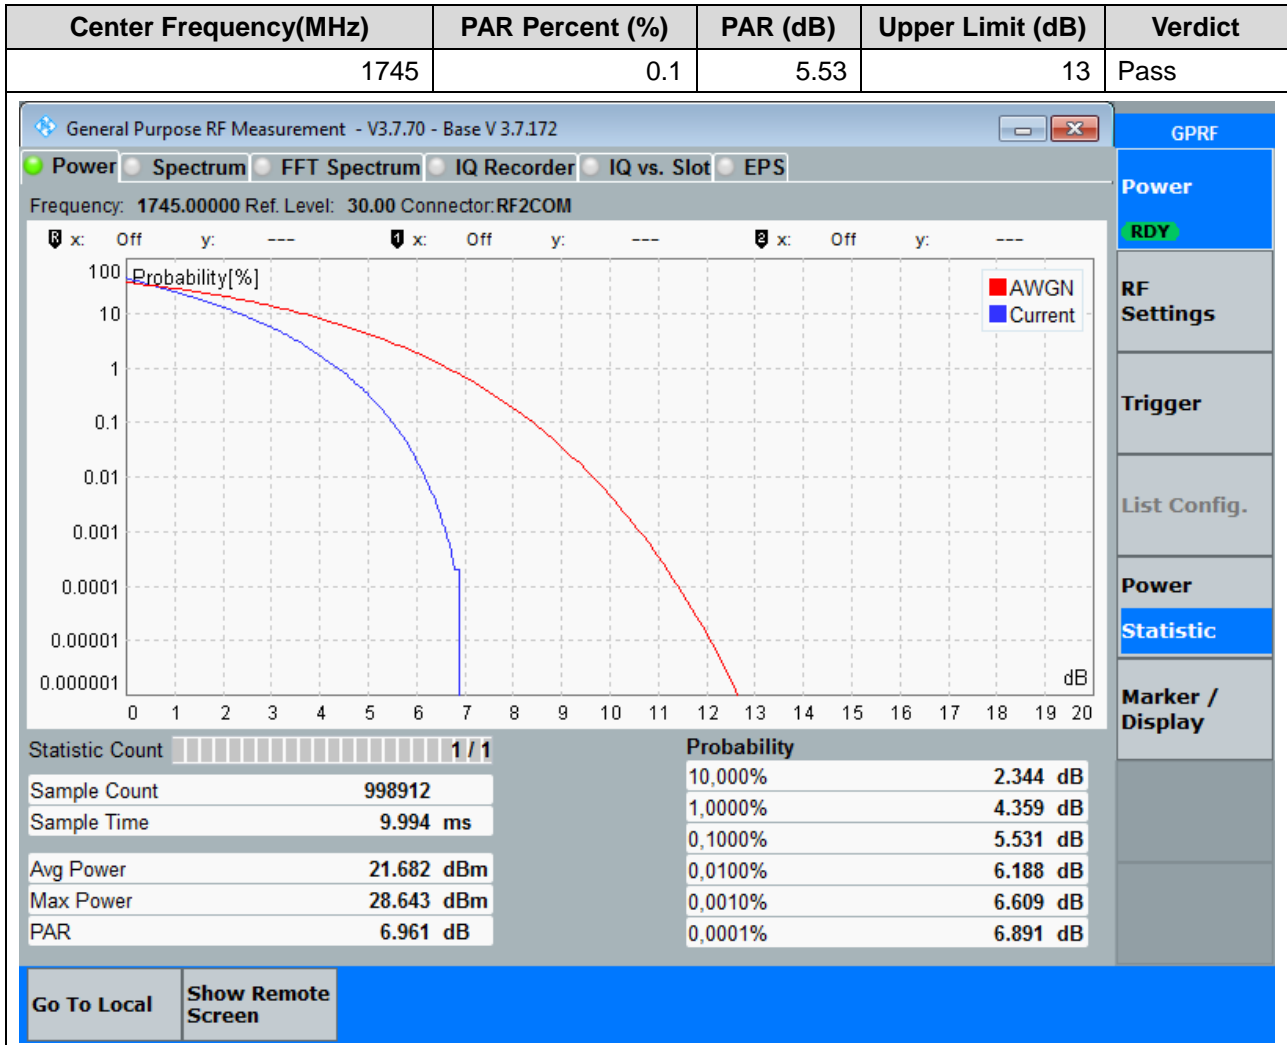 Center Frequency(MHz) PAR Percent (%) PAR (dB) Upper Limit (dB) Verdict
1745 0.1 5.53 13 Pass
General Purpose RF Measurement - V3.7.70 - Base V 3.7.172
GPRF
Power Spectrum FFT Spectrum IQ Recorder IQ vs. Slot EPS
Frequency: 1745.00000 Ref. Level: 30.00 Connector:RF2COM
R x: Off y: --- 1 x: Off y: --- 2 x: Off y: ---
Probability[%]
AWGN
Current
100
10
1
0.1
0.01
0.001
0.0001
0.00001
0.000001
dB
0 1 2 3 4 5 6 7 8 9 10 11 12 13 14 15 16 17 18 19 20
Statistic Count 1 / 1
Sample Count 998912
Sample Time 9.994 ms
Avg Power 21.682 dBm
Max Power 28.643 dBm
PAR 6.961 dB
Probability
10,000% 2.344 dB
1,0000% 4.359 dB
0,1000% 5.531 dB
0,0100% 6.188 dB
0,0010% 6.609 dB
0,0001% 6.891 dB
Power
RDY
RF
Settings
Trigger
List Config.
Power
Statistic
Marker /
Display
Go To Local
Show Remote
Screen